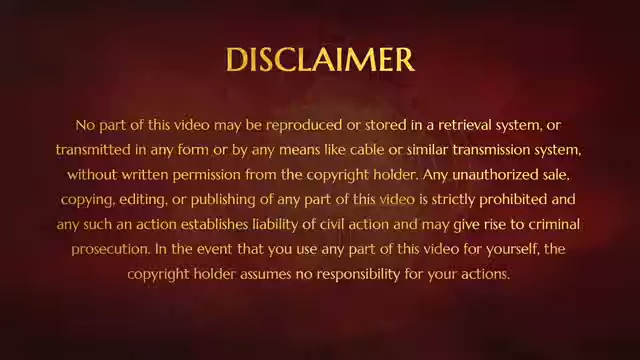 DISCLAIMER
No part of this video may be reproduced or stored in a retrieval system, or
transmitted in any form or by any means like cable or similar transmission system,
without written permission from the copyright holder. Any unauthorized sale,
copying, editing, or publishing of any part of this video is strictly prohibited and
any such an action establishes liability of civil action and may give rise to criminal
prosecution. In the event that you use any part of this video for yourself, the
copyright holder assumes no responsibility for your actions.